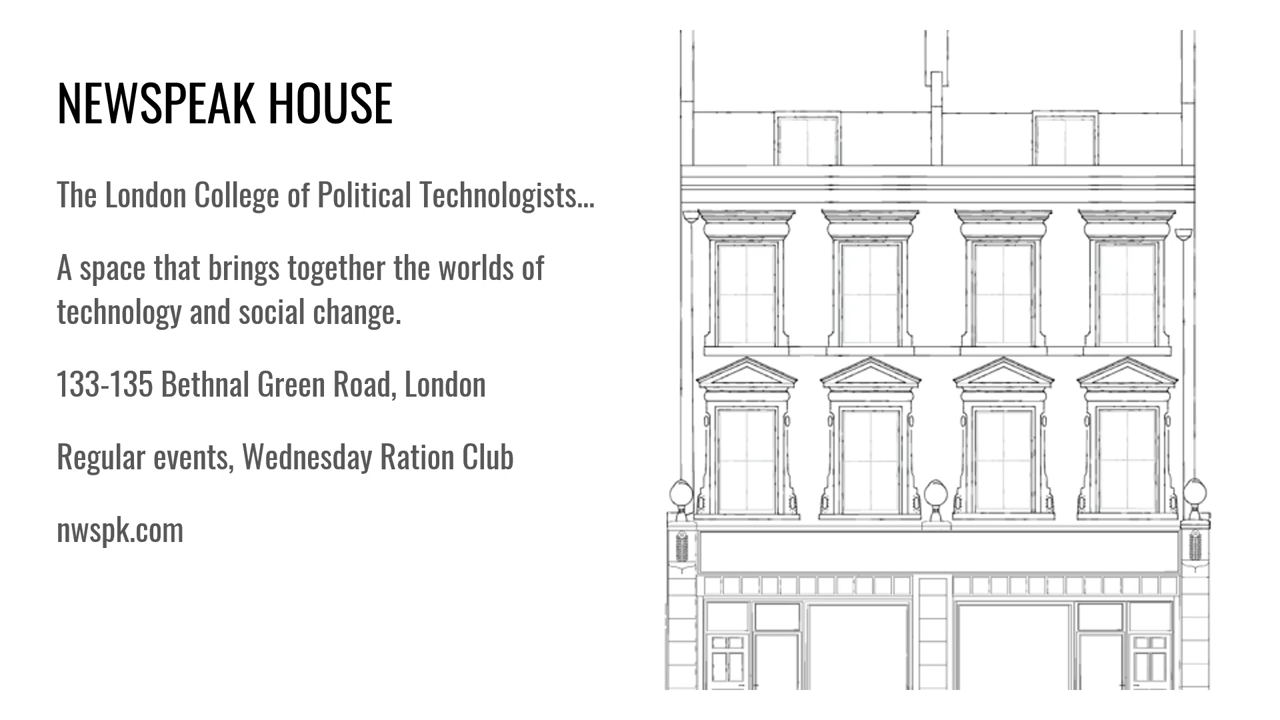 NEWSPEAK HOUSE
The London College of Political Technologists...
A space that brings together the worlds of
technology and social change.
133-135 Bethnal Green Road, London
Regular events, Wednesday Ration Club
nwspk.com